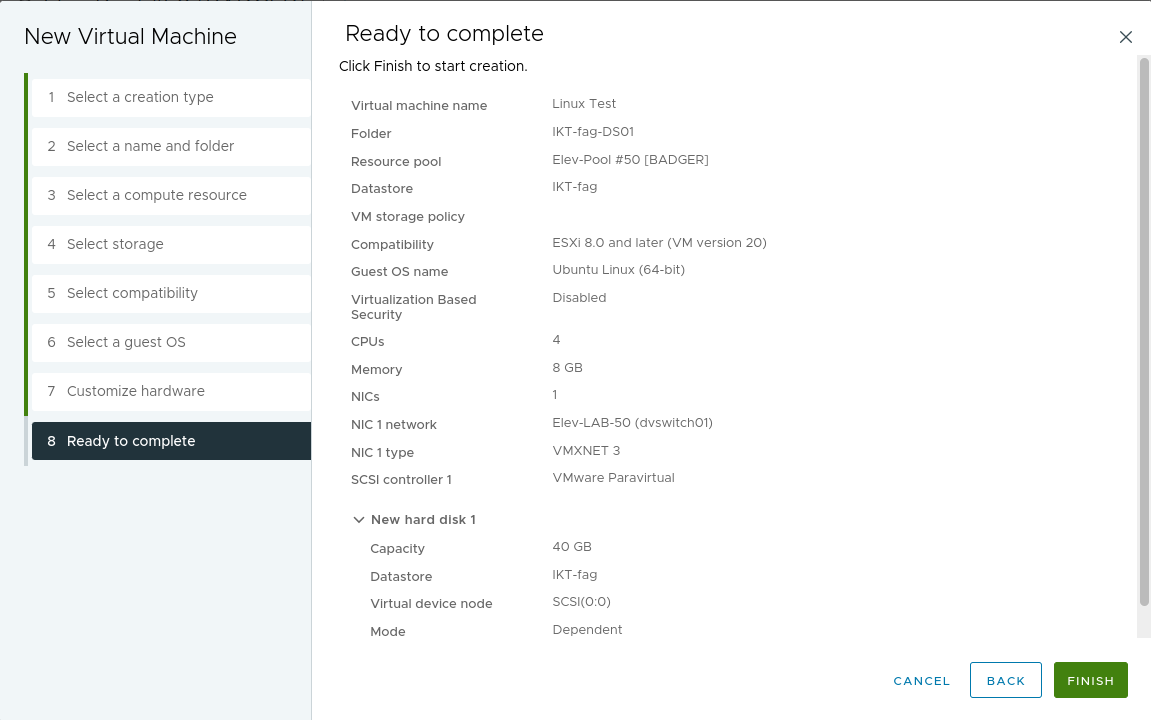 New Virtual Machine
1 Select a creation type
2 Select a name and folder
3 Select a compute resource
4 Select storage
5 Select compatibility
6 Select a guest OS
7 Customize hardware
8 Ready to complete
Ready to complete
Click Finish to start creation.
Virtual machine name Linux Test
Folder IKT-fag-DS01
Resource pool Elev-Pool #50 [BADGER]
Datastore IKT-fag
VM storage policy
Compatibility ESXi 8.0 and later (VM version 20)
Guest OS name Ubuntu Linux (64-bit)
Virtualization Based Disabled
Security
CPUs 4
Memory 8 GB
NICs 1
NIC 1 network Elev-LAB-50 (dvswitch01)
NIC 1 type VMXNET 3
SCSI controller 1 VMware Paravirtual
New hard disk 1
Capacity 40 GB
Datastore IKT-fag
Virtual device node SCSI(0:0)
Mode Dependent
CANCEL BACK FINISH